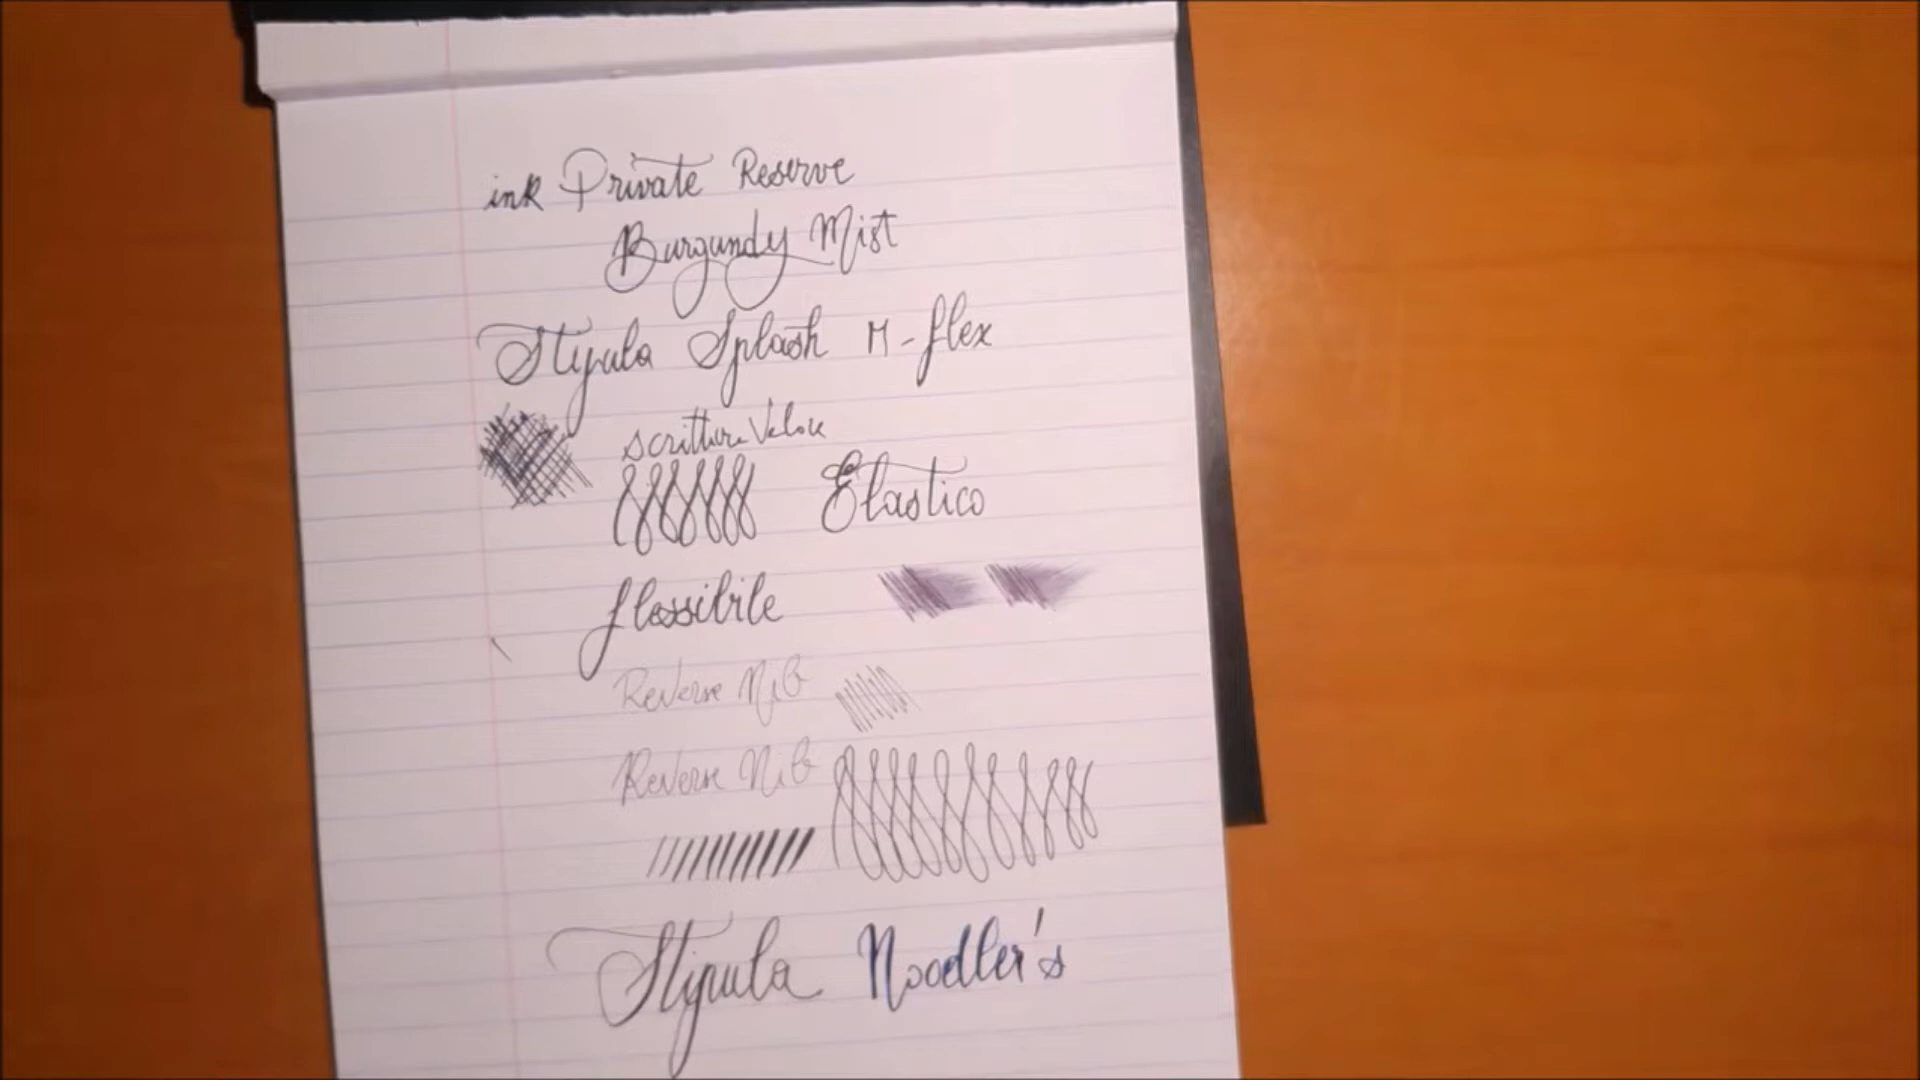 ink Private Reserve
Burgundy Mist
Stipula Splash M-flex
scrittura Veloce
Elastico
flessibile
Reverse Nib
Reverse Nib
Stipula Noodler's